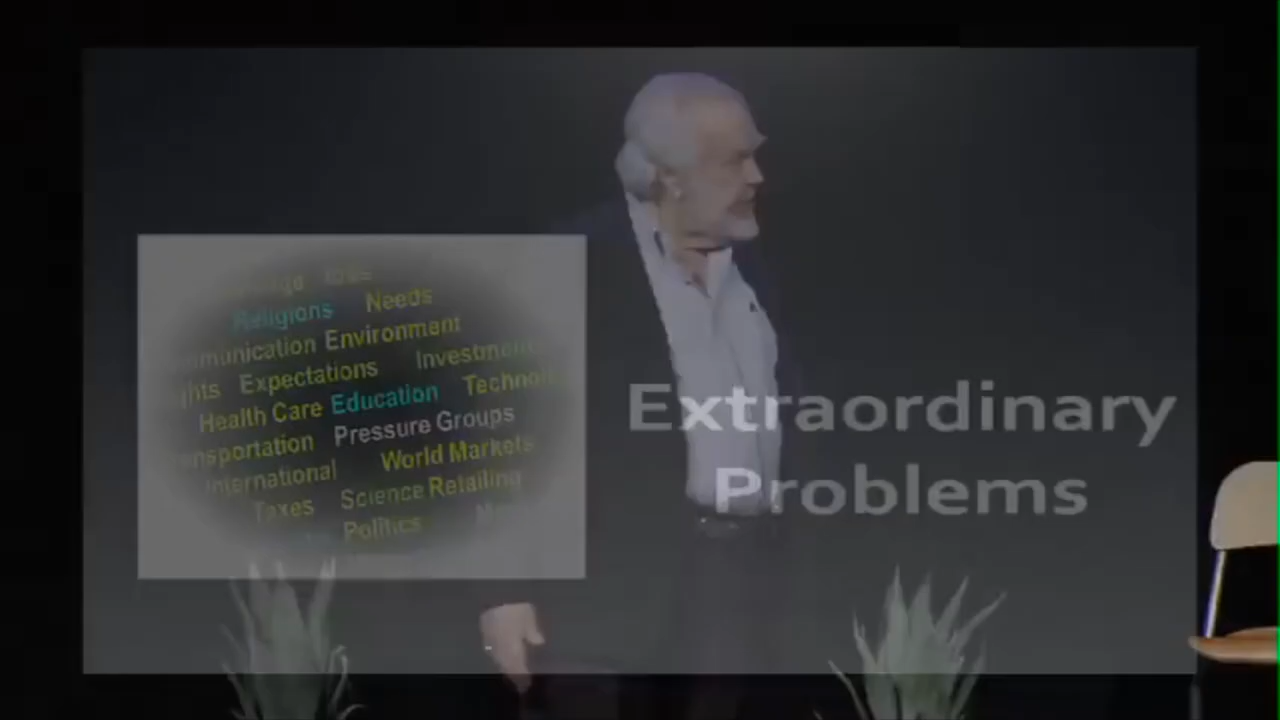 Religions Needs
Environment
Expectations
Health Care Education
Pressure Groups
International World Markets
Taxes Science Retailing
Politics
Extraordinary
Problems